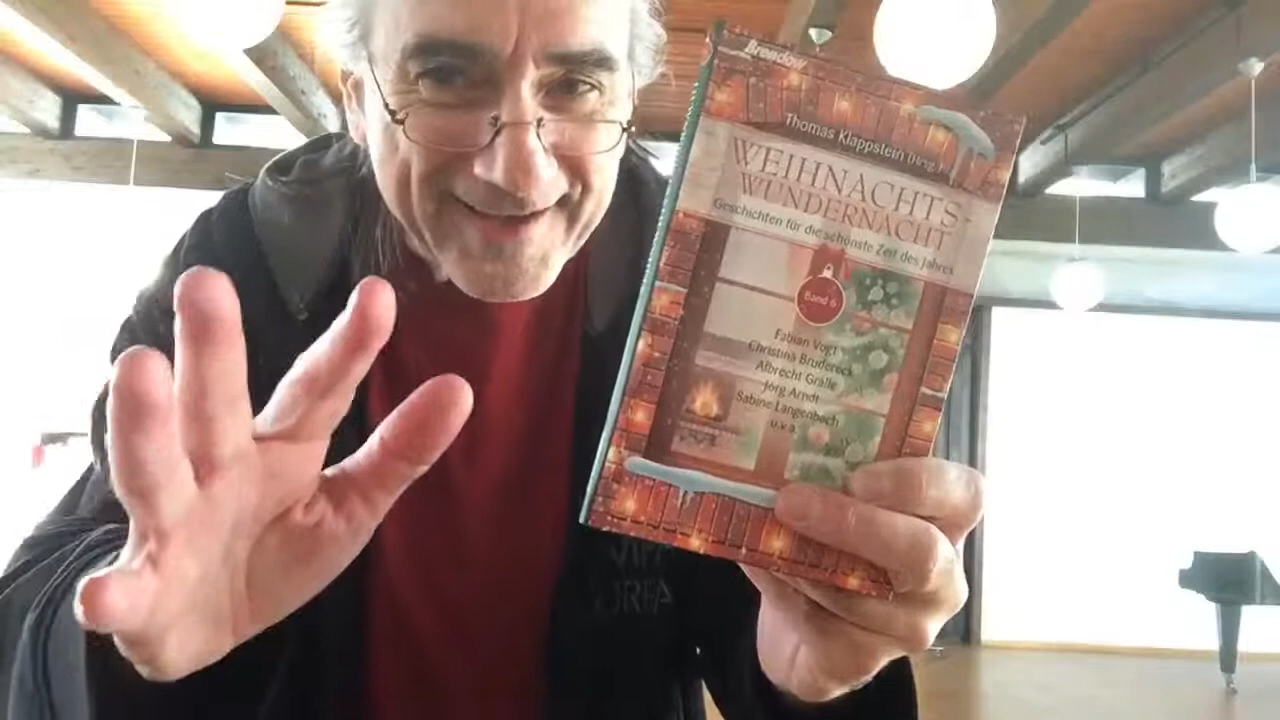 Brendow
Thomas Klappstein (Hrsg.)
WEIHNACHTS-
WUNDERNACHT
Geschichten für die schönste Zeit des Jahres
Band 6
Fabian Vogt
Christina Brudereck
Albrecht Gralle
Jörg Arndt
Sabine Langenbach
u.v.a.